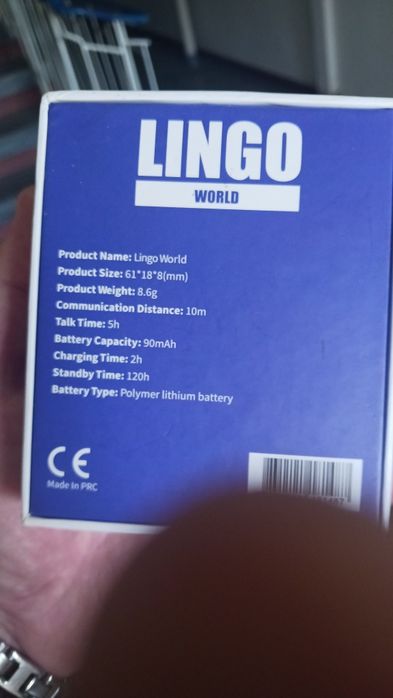 LINGO
WORLD
Product Name: Lingo World
Product Size: 61*18*8(mm)
Product Weight: 8.6g
Communication Distance: 10m
Talk Time: 5h
Battery Capacity: 90mAh
Charging Time: 2h
Standby Time: 120h
Battery Type: Polymer lithium battery
CE
Made In PRC